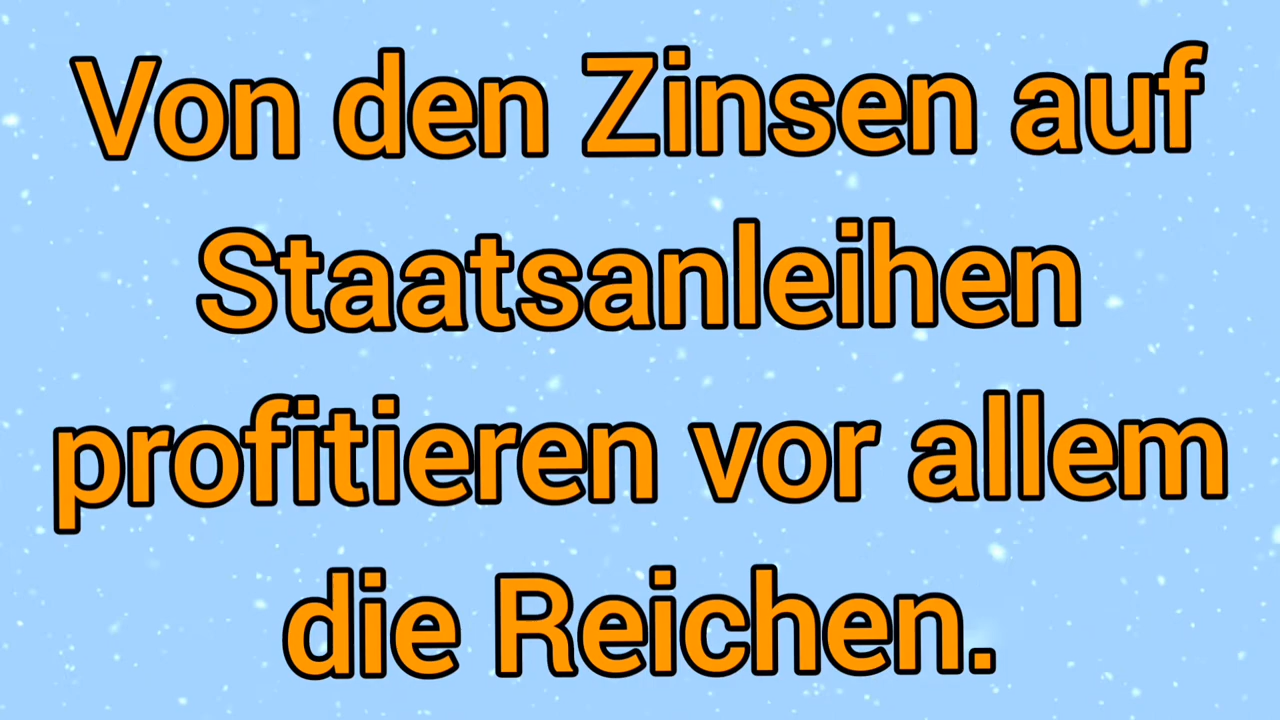 Von den Zinsen auf
Staatsanleihen
profitieren vor allem
die Reichen.